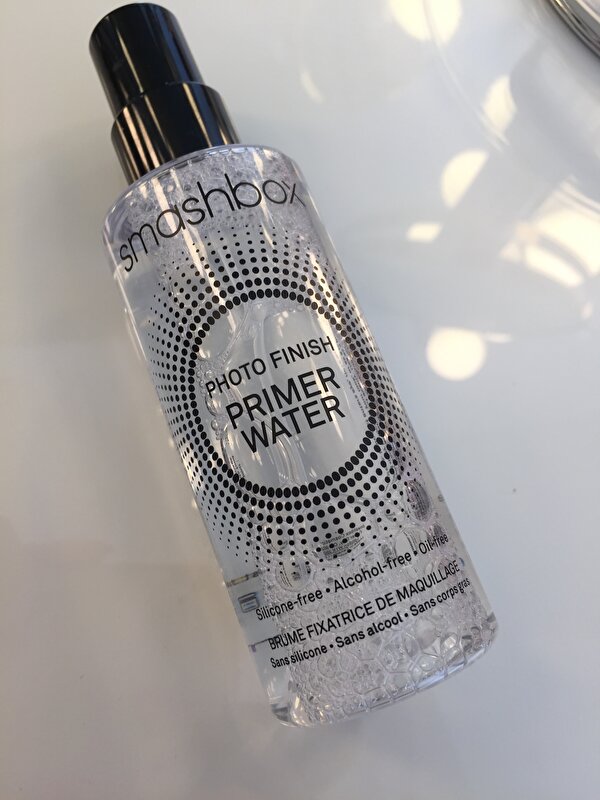 smashbox
PHOTO FINISH
PRIMER
WATER
Silicone-free • Alcohol-free • Oil-free
BRUME FIXATRICE DE MAQUILLAGE
Sans silicone • Sans alcool • Sans corps gras